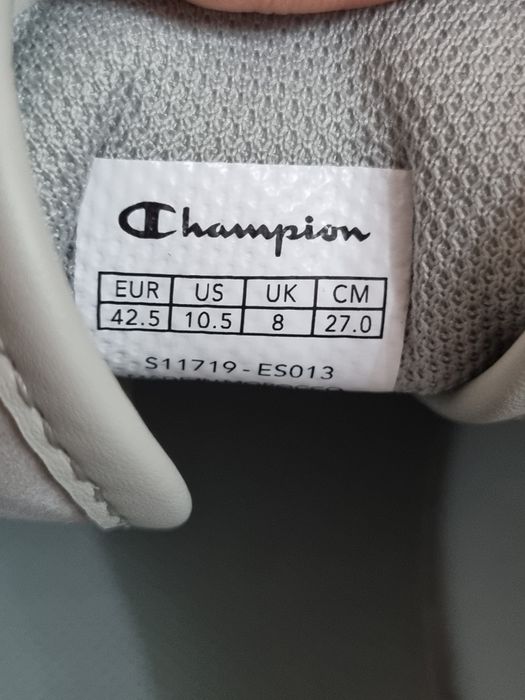 Champion
EUR US UK CM
42.5 10.5 8 27.0
S11719-ES013